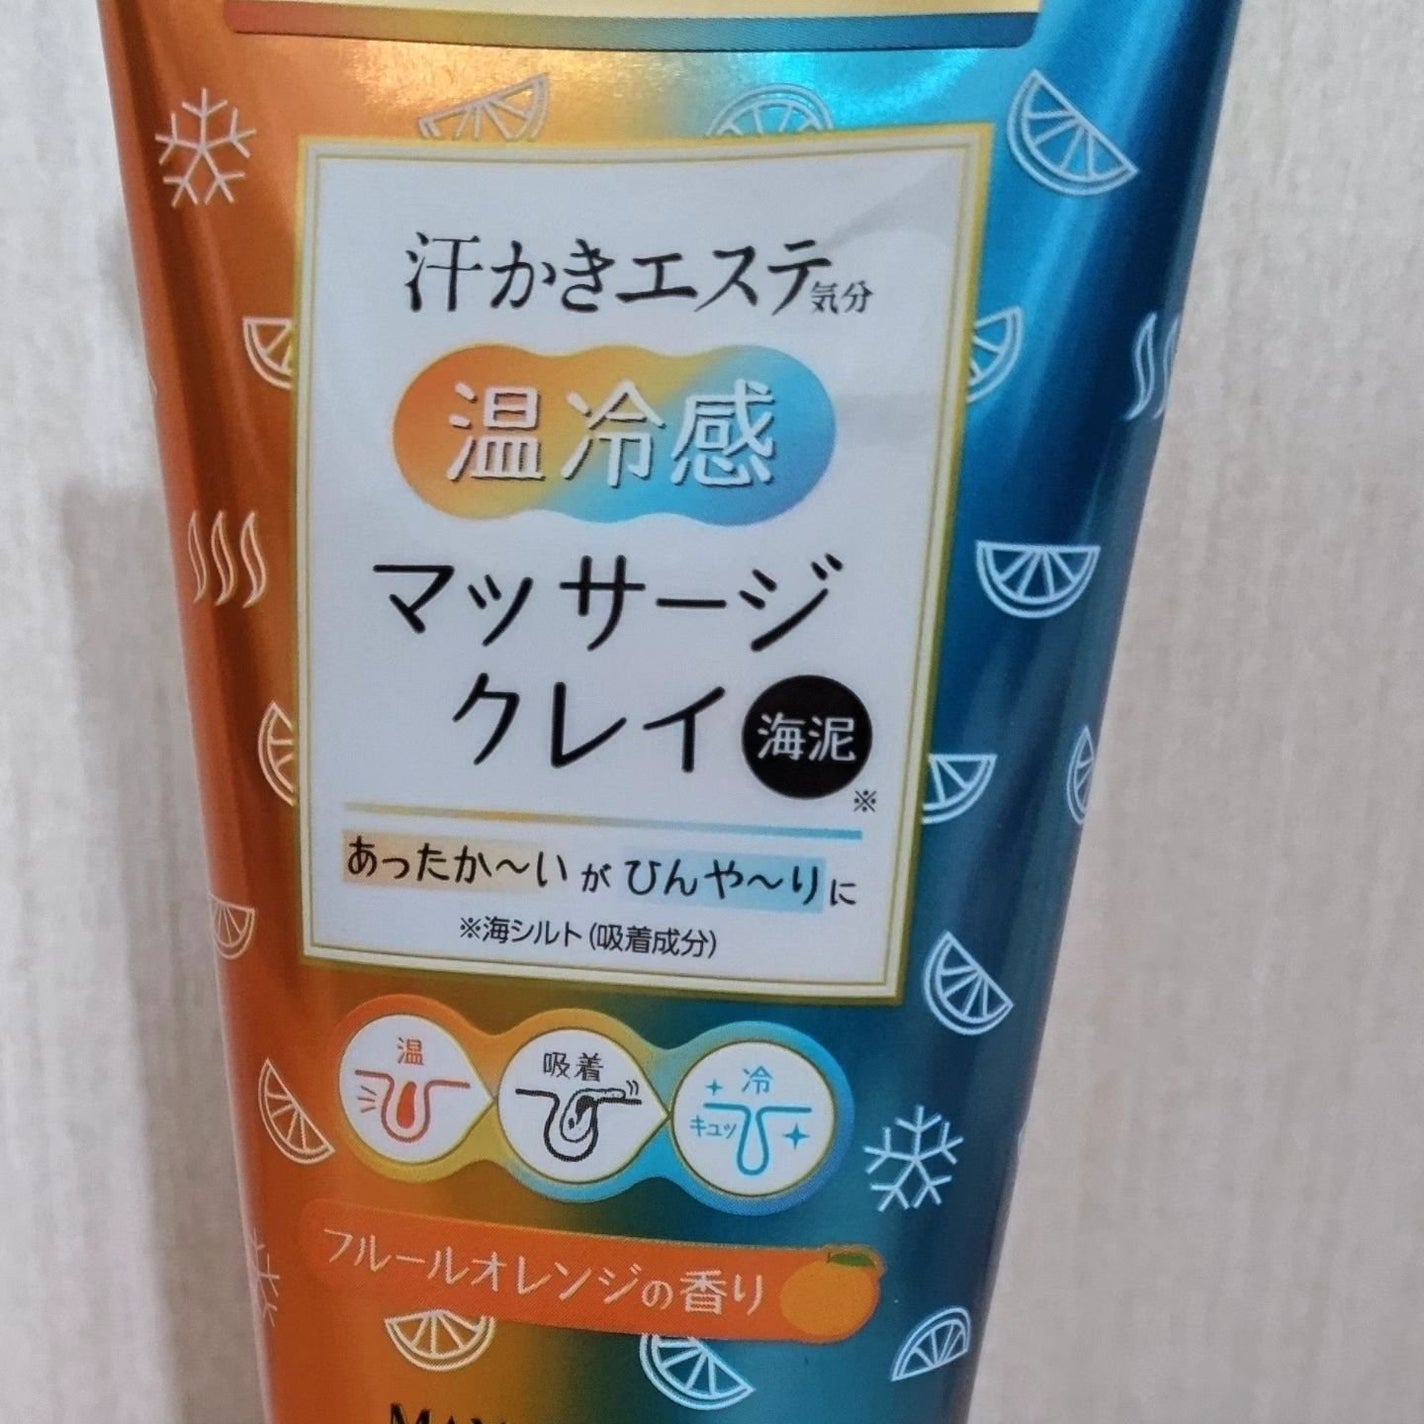 汗かきエステ気分
温冷感
マッサージ
クレイ 海泥
※
あったか〜いがひんや〜りに
※海シルト(吸着成分)
温 吸着 冷
キュッ
フルールオレンジの香り